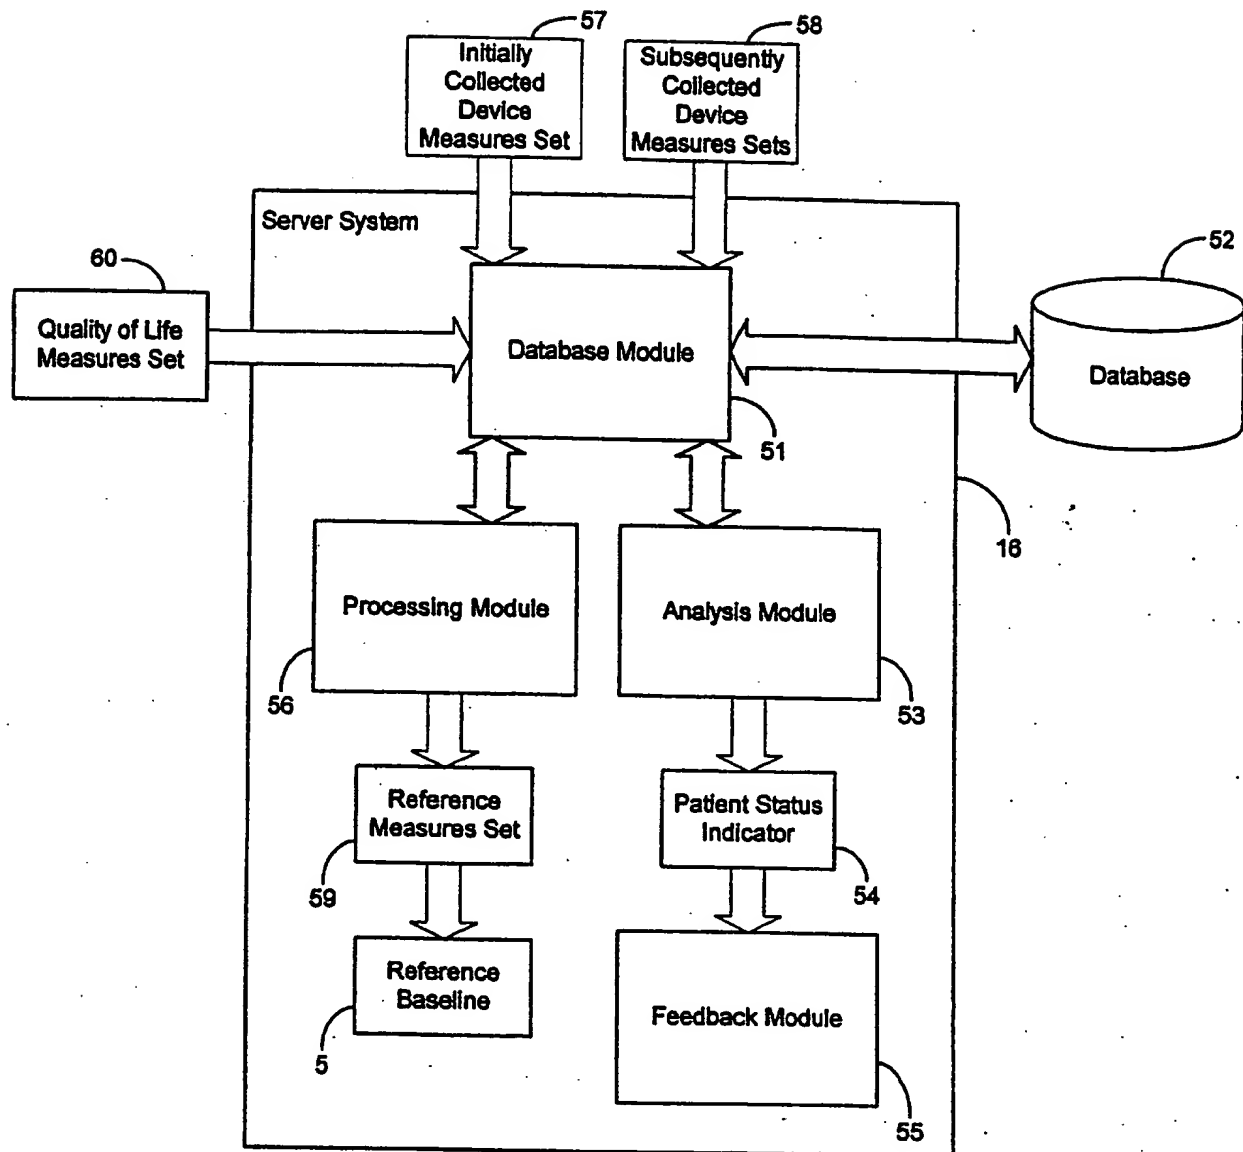 57
58
Initially
Collected
Device
Measures Set
Subsequently
Collected
Device
Measures Sets
Server System
60
52
Quality of Life
Measures Set
Database Module
Database
51
16
Processing Module
Analysis Module
56
53
Reference
Measures Set
Patient Status
Indicator
59
54
Reference
Baseline
Feedback Module
5
55